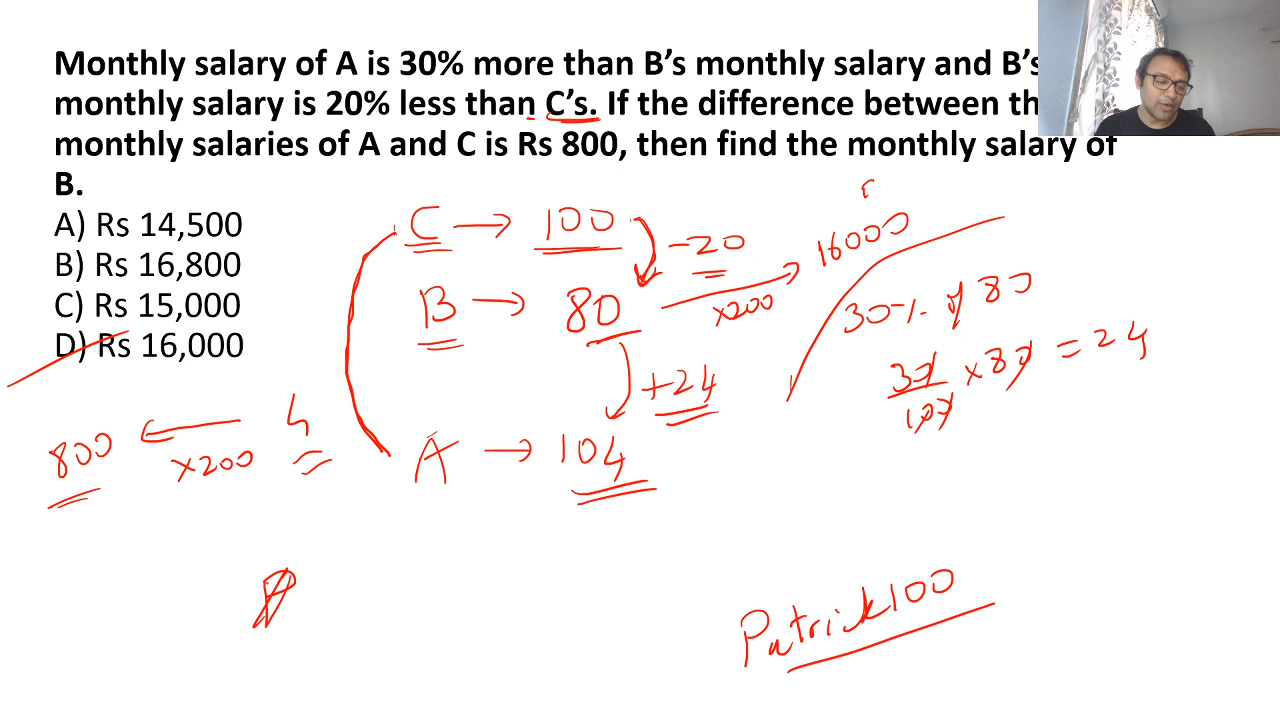 Monthly salary of A is 30% more than B's monthly salary and B's
monthly salary is 20% less than C's. If the difference between th
monthly salaries of A and C is Rs 800, then find the monthly salary of
B.
A) Rs 14,500
B) Rs 16,800
C) Rs 15,000
D) Rs 16,000
C → 100
-20
B → 80
×200
16000
+24
A → 104
30% of 80
30/100 × 80 = 24
4
×200
800
Patrick100